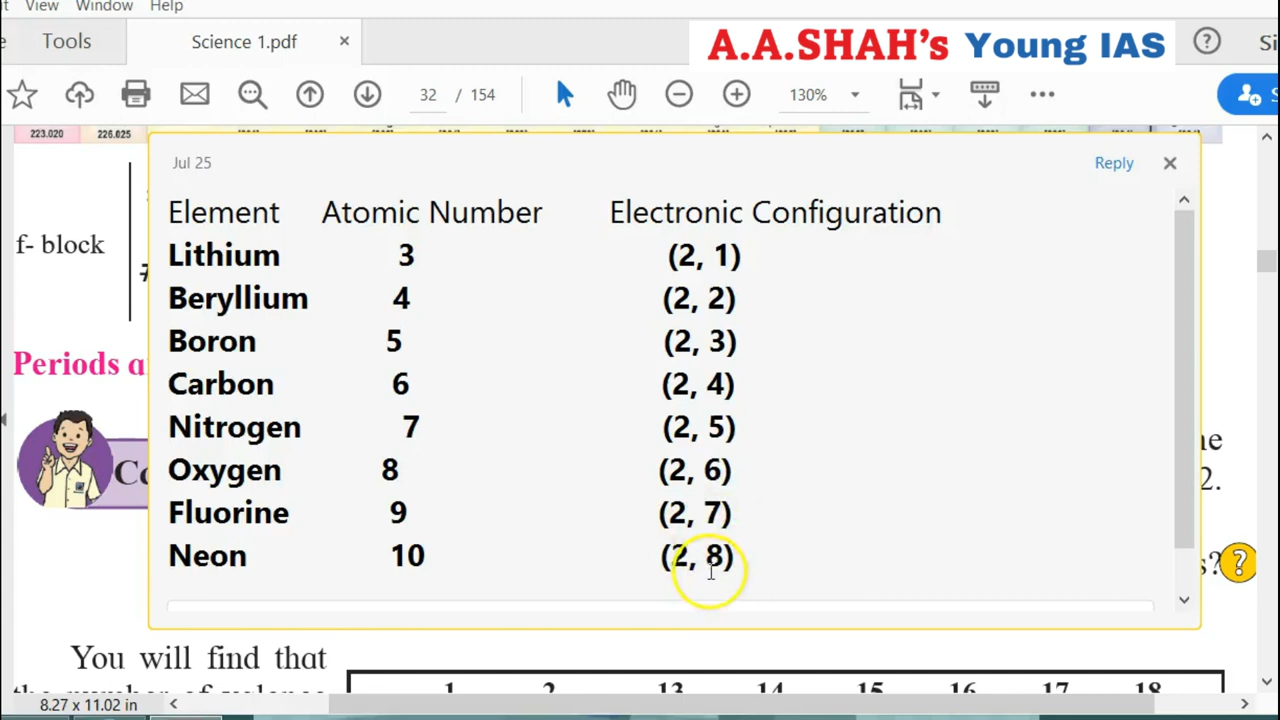 View Window Help
Tools
Science 1.pdf ×
A.A.SHAH's Young IAS
32 / 154
130%
223.020 226.025
Jul 25
Reply
Element Atomic Number Electronic Configuration
Lithium 3 (2, 1)
Beryllium 4 (2, 2)
Boron 5 (2, 3)
Carbon 6 (2, 4)
Nitrogen 7 (2, 5)
Oxygen 8 (2, 6)
Fluorine 9 (2, 7)
Neon 10 (2, 8)
f- block
Periods
2.
?
You will find that
1 2 13 14 15 16 17 18
8.27 x 11.02 in